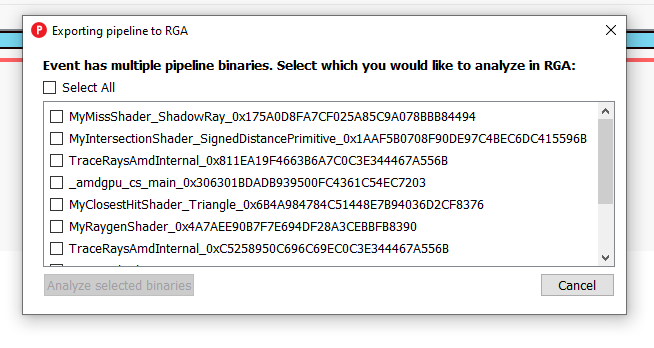 P Exporting pipeline to RGA
Event has multiple pipeline binaries. Select which you would like to analyze in RGA:
Select All
MyMissShader_ShadowRay_0x175A0D8FA7CF025A85C9A078BBB84494
MyIntersectionShader_SignedDistancePrimitive_0x1AAF5B0708F90DE97C4BEC6DC415596B
TraceRaysAmdInternal_0x811EA19F4663B6A7C0C3E344467A556B
_amdgpu_cs_main_0x306301BDADB939500FC4361C54EC7203
MyClosestHitShader_Triangle_0x6B4A984784C51448E7B94036D2CF8376
MyRaygenShader_0x4A7AEE90B7F7E694DF28A3CEBBFB8390
TraceRaysAmdInternal_0xC5258950C696C69EC0C3E344467A556B
Analyze selected binaries
Cancel